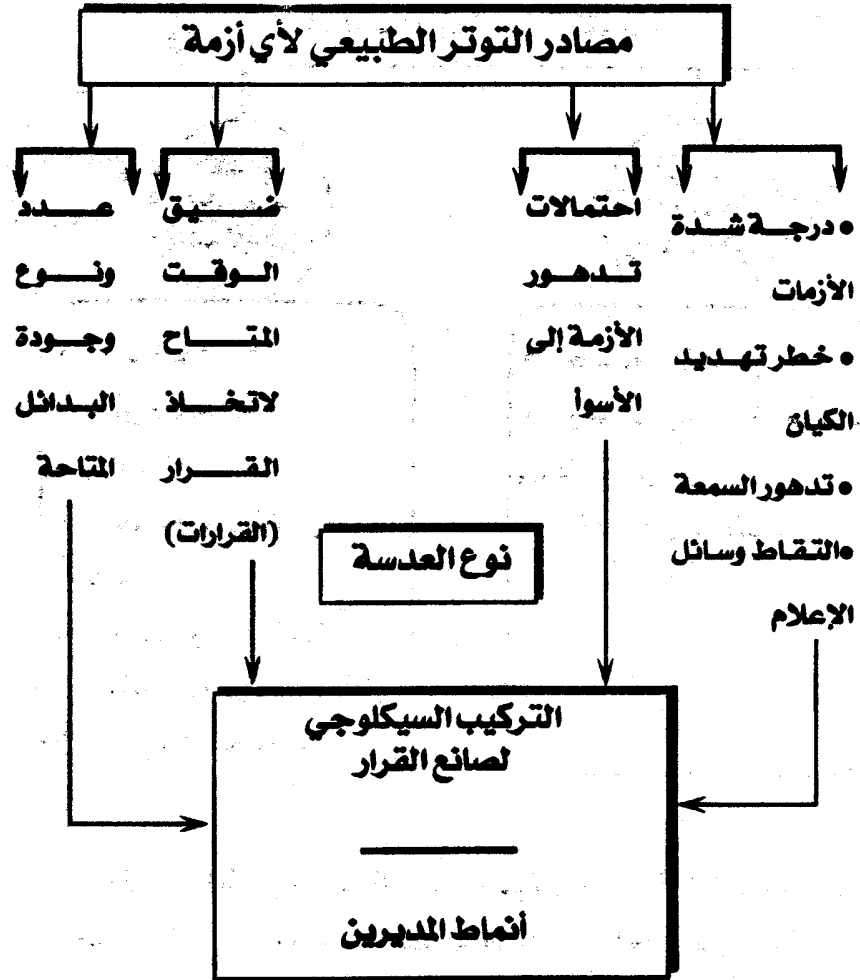 مصادر التوتر الطبيعي لأي أزمة
• درجة شدة
الأزمات
• خطر تهديد
الكيان
• تدهور السمعة
• التقاط وسائل
الإعلام
احتمالات
تدهور
الأزمة إلى
الأسوأ
ضيق
الوقت
المتاح
لاتخاذ
القرار
(القرارات)
عدد
ونوع
وجودة
البدائل
المتاحة
نوع العدسة
التركيب السيكلوجي
لصانع القرار
أنماط المديرين